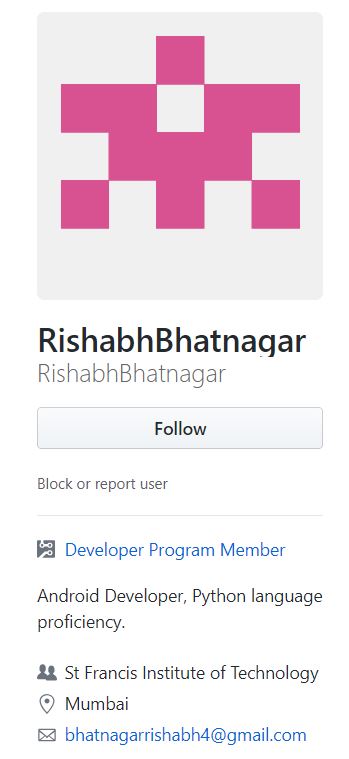 RishabhBhatnagar
RishabhBhatnagar
Follow
Block or report user
Developer Program Member
Android Developer, Python language
proficiency.
St Francis Institute of Technology
Mumbai
bhatnagarrishabh4@gmail.com